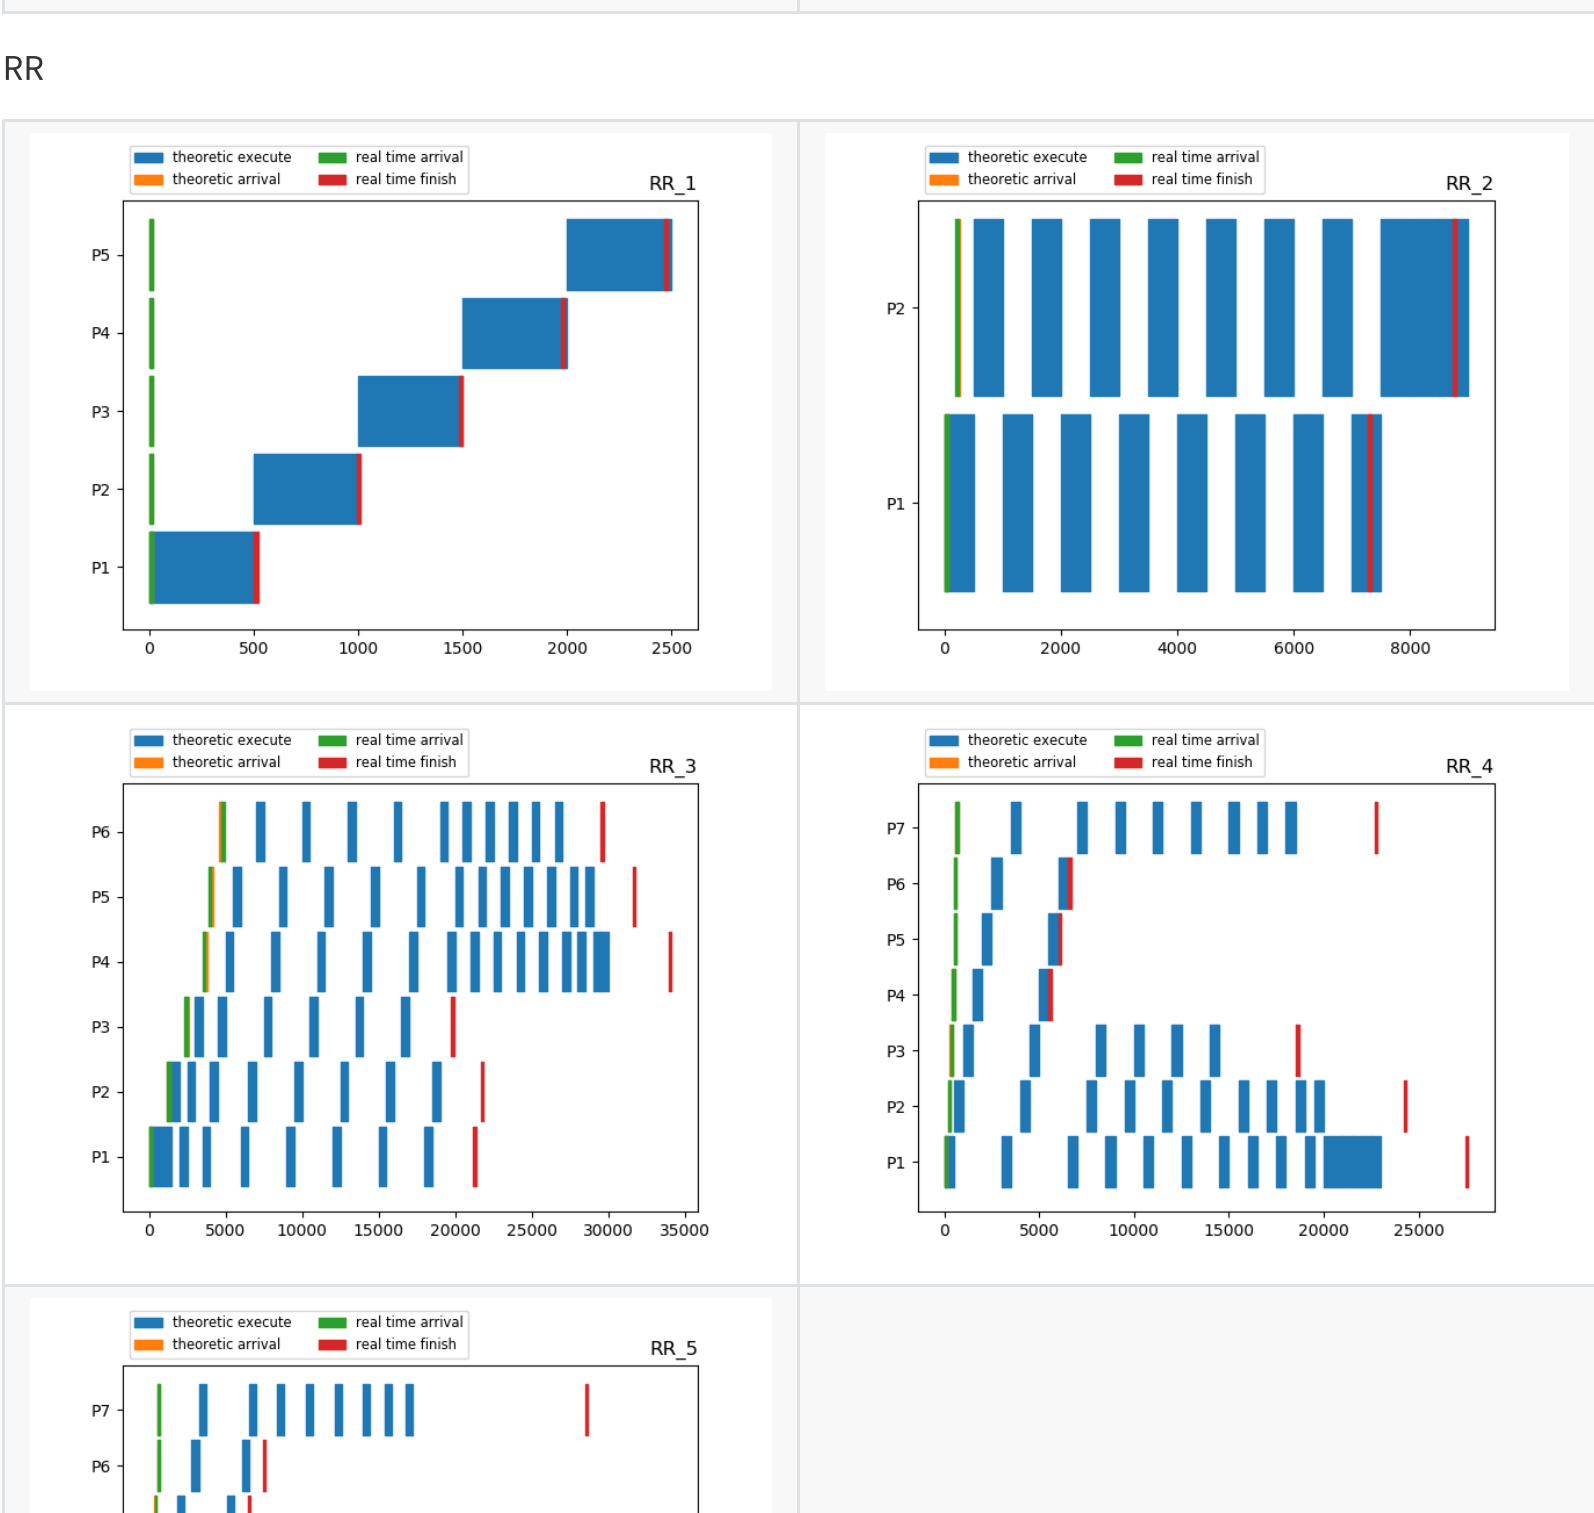 RR
theoretic execute real time arrival
theoretic arrival real time finish
RR_1
P5
P4
P3
P2
P1
0 500 1000 1500 2000 2500
theoretic execute real time arrival
theoretic arrival real time finish
RR_2
P2
P1
0 2000 4000 6000 8000
theoretic execute real time arrival
theoretic arrival real time finish
RR_3
P6
P5
P4
P3
P2
P1
0 5000 10000 15000 20000 25000 30000 35000
theoretic execute real time arrival
theoretic arrival real time finish
RR_4
P7
P6
P5
P4
P3
P2
P1
0 5000 10000 15000 20000 25000
theoretic execute real time arrival
theoretic arrival real time finish
RR_5
P7
P6